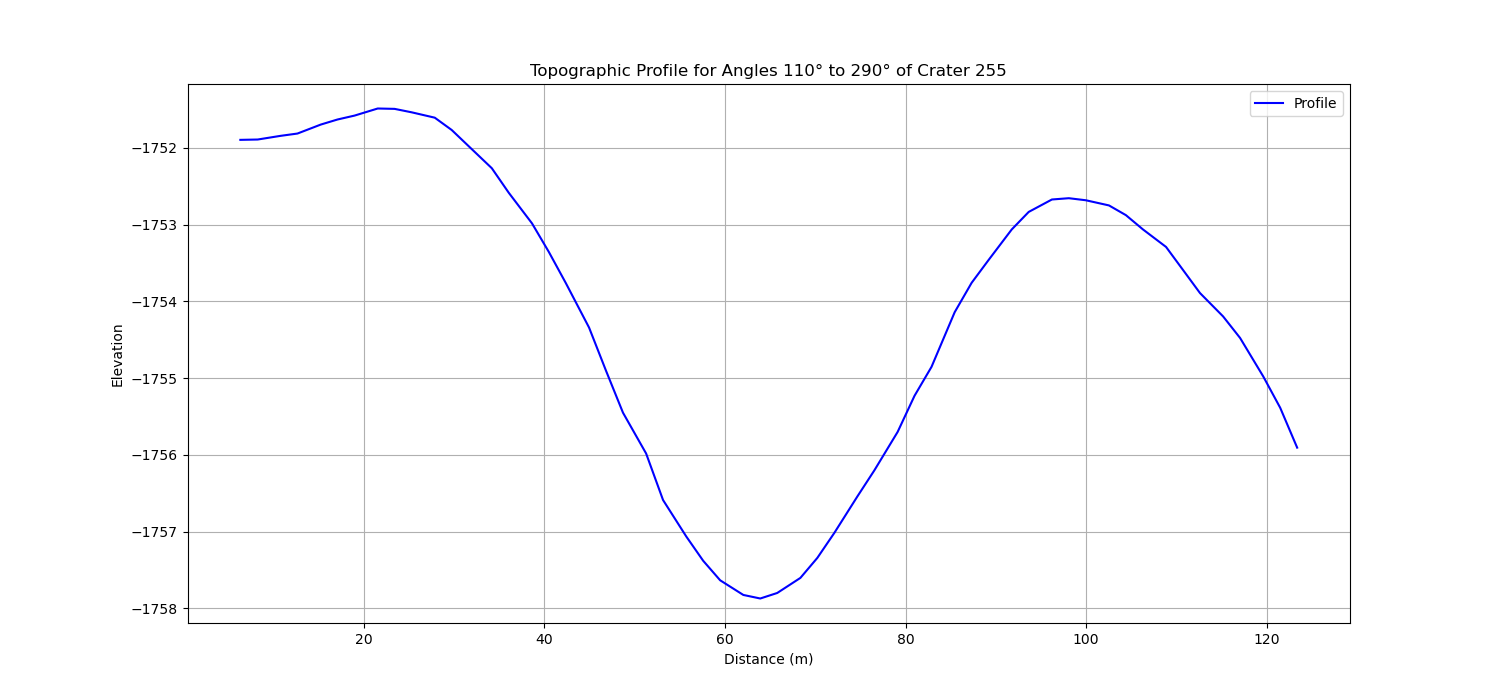 Topographic Profile for Angles 110° to 290° of Crater 255
Profile
−1752
−1753
−1754
−1755
−1756
−1757
−1758
Elevation
20 40 60 80 100 120
Distance (m)